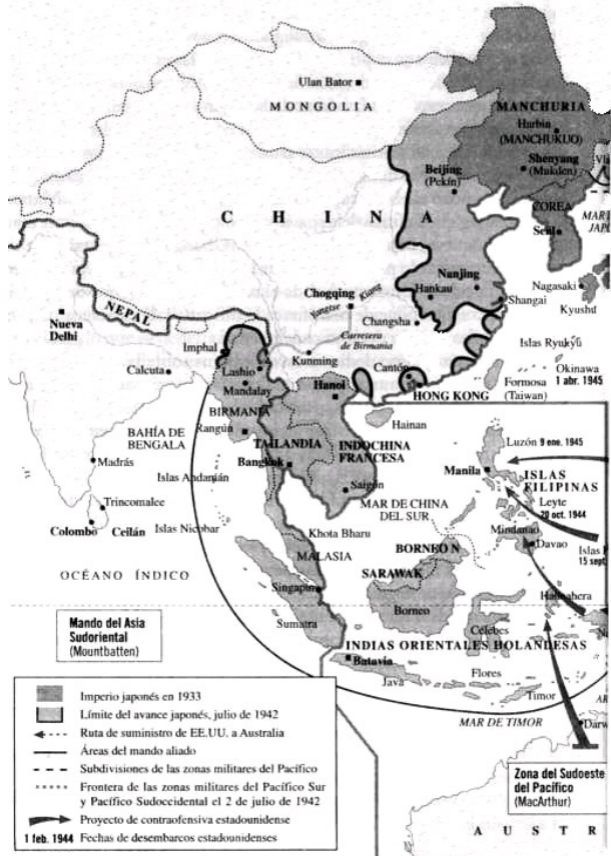 Ulan Bator
MONGOLIA
MANCHURIA
Harbin
(MANCHUKUO)
Shenyang
(Mukden)
Beijing
(Pekín)
COREA
Seúl
CHINA
Nanjing
Hankau
Shangai
Nagasaki
Kyushu
NEPAL
Nueva
Delhi
Chogqing
Yangtse Kiang
Changsha
Carretera
de Birmania
Islas Ryukyu
Okinawa
1 abr. 1945
Imphal
Kunming
Calcuta
Lashio
Mandalay
Cantón
HONG KONG
Formosa
(Taiwan)
Hanoi
Hainan
BIRMANIA
Rangún
BAHÍA DE
BENGALA
TAILANDIA
INDOCHINA
FRANCESA
Bangkok
Luzón 9 ene. 1945
Manila
ISLAS
FILIPINAS
Madrás
Islas Andamán
Saigón
MAR DE CHINA
DEL SUR
Leyte
20 oct. 1944
Trincomalee
Colombo
Ceilán
Islas Nicobar
Khota Bharu
Mindanao
Davao
Islas
15 sept
MALASIA
BORNEO N
SARAWAK
OCÉANO ÍNDICO
Singapur
Halmahera
Sumatra
Borneo
Célebes
INDIAS ORIENTALES HOLANDESAS
Batavia
Java
Flores
Timor
MAR DE TIMOR
Darw
Mando del Asia
Sudoriental
(Mountbatten)
Zona del Sudoeste
del Pacífico
(MacArthur)
AUSTR
Imperio japonés en 1933
Límite del avance japonés, julio de 1942
Ruta de suministro de EE.UU. a Australia
Áreas del mando aliado
Subdivisiones de las zonas militares del Pacífico
Frontera de las zonas militares del Pacífico Sur
y Pacífico Sudoccidental el 2 de julio de 1942
Proyecto de contraofensiva estadounidense
1 feb. 1944 Fechas de desembarcos estadounidenses